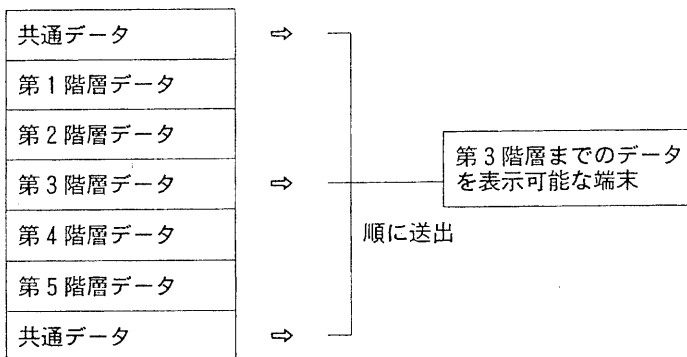 共通データ
⇨
第1階層データ
第2階層データ
第3階層データ
⇨
第4階層データ
第5階層データ
共通データ
⇨
順に送出
第3階層までのデータ
を表示可能な端末